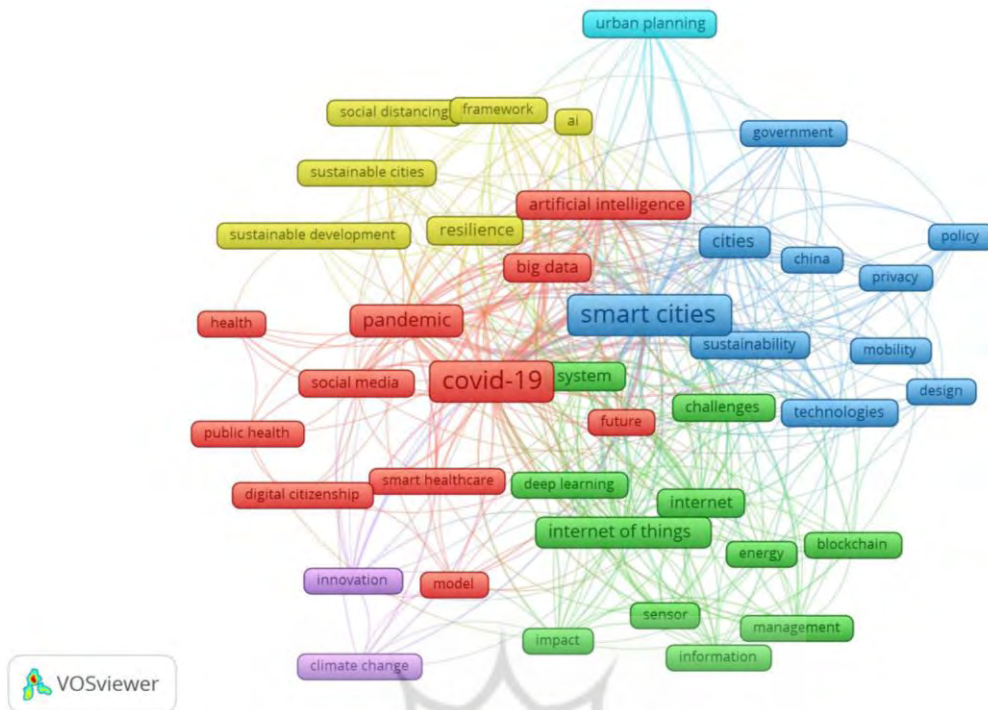 urban planning
social distancing
framework
ai
government
sustainable cities
artificial intelligence
sustainable development
resilience
cities
policy
china
privacy
big data
smart cities
health
pandemic
sustainability
mobility
covid-19
system
social media
design
challenges
technologies
future
public health
smart healthcare
deep learning
digital citizenship
internet
internet of things
blockchain
energy
innovation
model
sensor
management
impact
information
climate change
VOSviewer